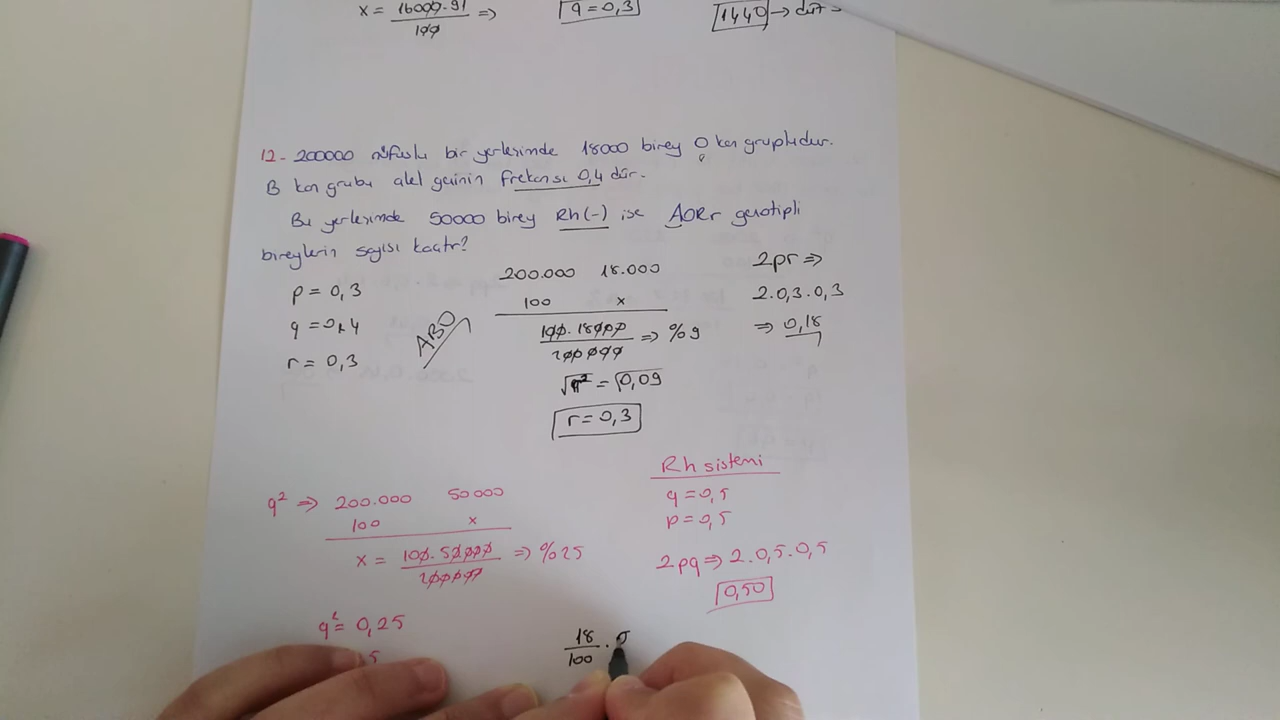 x = 16000.91 / 100 =>
q = 0,3
1440 →
12- 200000 nüfuslu bir yerleşimde 18000 birey 0 kan grupludur.
B kan grubu alel geninin frekansı 0,4 dür.
Bu yerleşimde 50000 birey Rh(-) ise AORr genotipli
bireylerin sayısı kaçtır?
p = 0,3
q = 0,4
r = 0,3
ABO
200.000 18.000
100 x
100.18000 / 200000 => %9
√r² = √0,09
r = 0,3
2pr =>
2.0,3.0,3
=> 0,18
q² => 200.000 50000
100 x
x = 100.50000 / 200000 => %25
q² = 0,25
5
Rh sistemi
q = 0,5
p = 0,5
2pq => 2.0,5.0,5
0,50
18 / 100 .